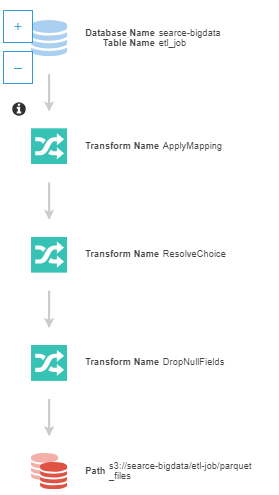 +
Database Name searce-bigdata
Table Name etl_job
−
i
Transform Name ApplyMapping
Transform Name ResolveChoice
Transform Name DropNullFields
Path s3://searce-bigdata/etl-job/parquet
_files